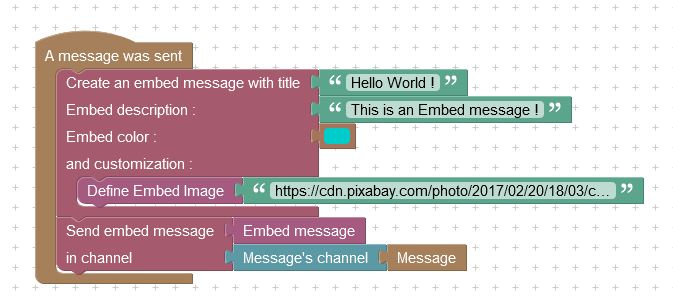 A message was sent
Create an embed message with title “ Hello World ! ”
Embed description : “ This is an Embed message ! ”
Embed color :
and customization :
Define Embed Image “ https://cdn.pixabay.com/photo/2017/02/20/18/03/c... ”
Send embed message Embed message
in channel Message's channel Message